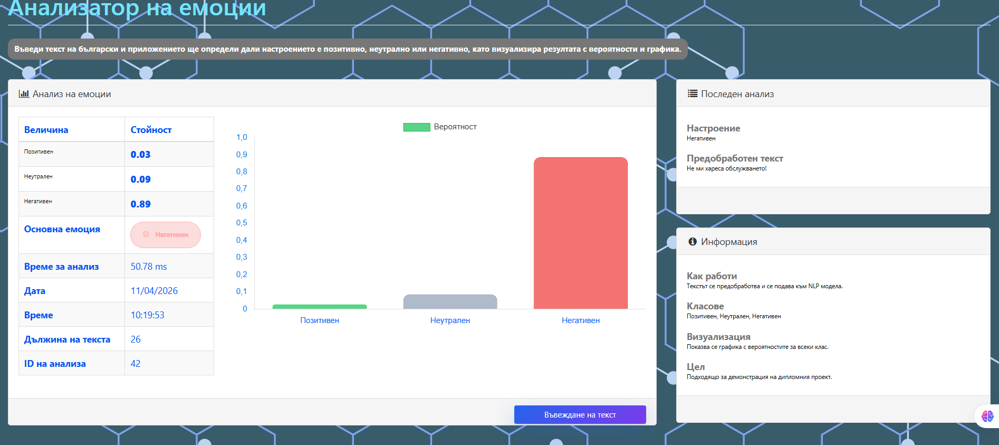 Анализатор на емоции
Въведи текст на български и приложението ще определи дали настроението е позитивно, неутрално или негативно, като визуализира резултата с вероятности и графика.
Анализ на емоции
Величина Стойност
Позитивен 0.03
Неутрален 0.09
Негативен 0.89
Основна емоция Негативен
Време за анализ 50.78 ms
Дата 11/04/2026
Време 10:19:53
Дължина на текста 26
ID на анализа 42
Вероятност
1,0
0,9
0,8
0,7
0,6
0,5
0,4
0,3
0,2
0,1
0
Позитивен Неутрален Негативен
Въвеждане на текст
Последен анализ
Настроение
Негативен
Предобработен текст
Не ми хареса обслужването!
Информация
Как работи
Текстът се предобработва и се подава към NLP модела.
Класове
Позитивен, Неутрален, Негативен
Визуализация
Показва се графика с вероятностите за всеки клас.
Цел
Подходящо за демонстрация на дипломния проект.